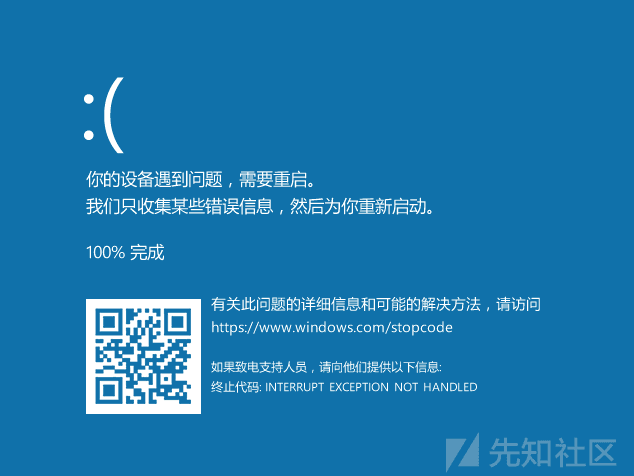 :(
你的设备遇到问题，需要重启。
我们只收集某些错误信息，然后为你重新启动。
100% 完成
有关此问题的详细信息和可能的解决方法，请访问
https://www.windows.com/stopcode
如果致电支持人员，请向他们提供以下信息:
终止代码: INTERRUPT EXCEPTION NOT HANDLED
先知社区